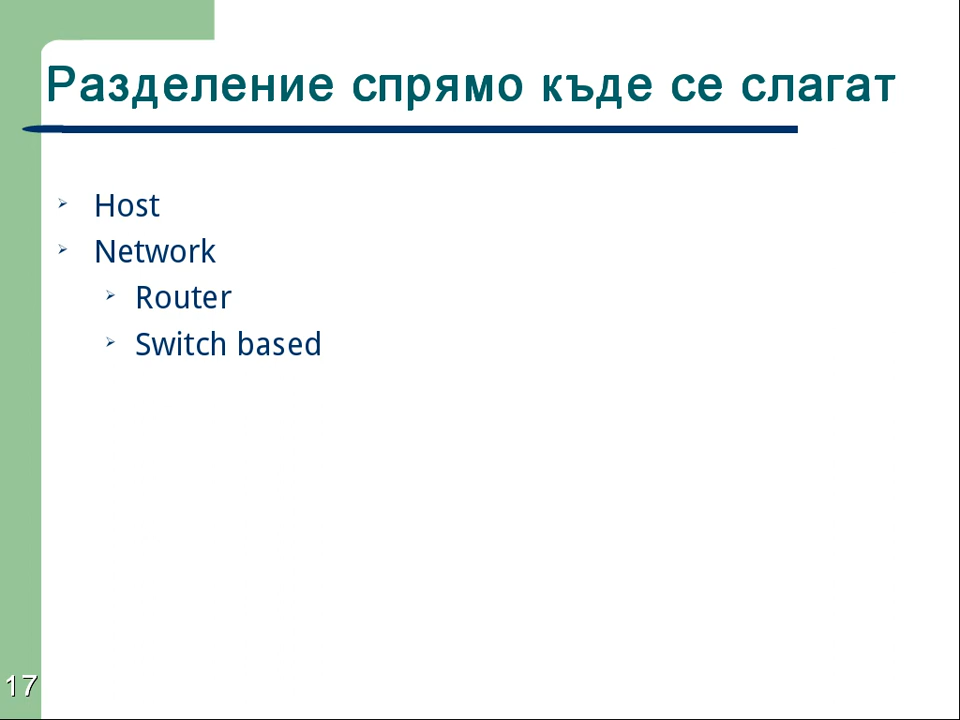 Разделение спрямо къде се слагат
Host
Network
Router
Switch based
17